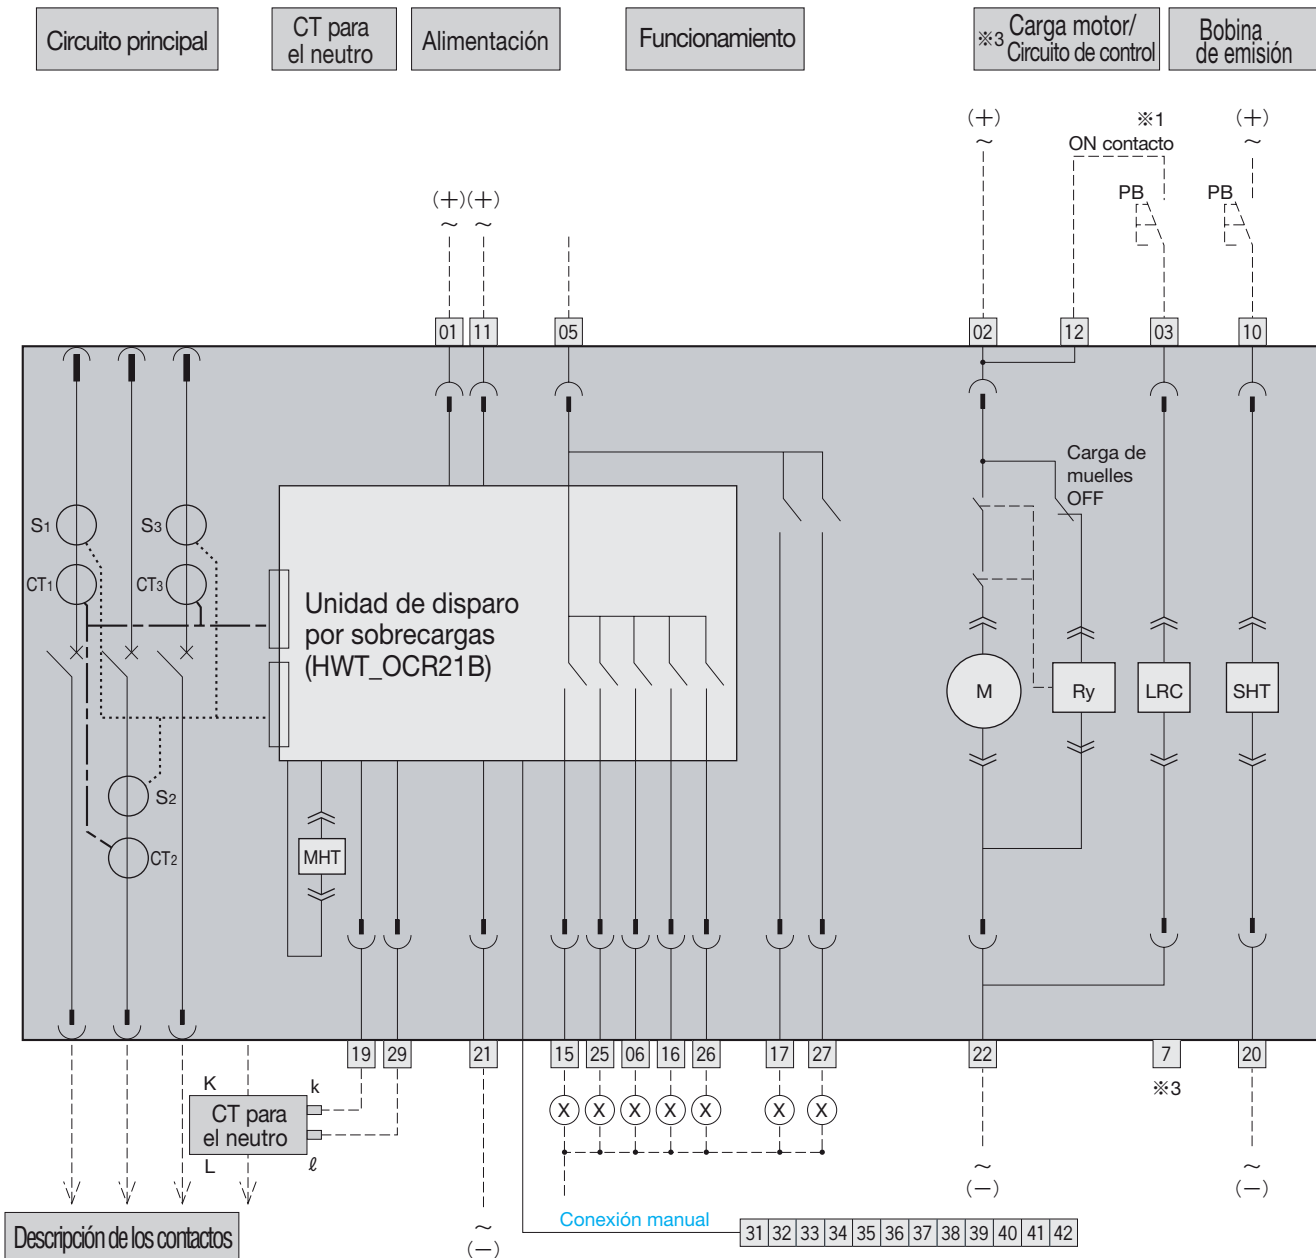 Circuito principal
CT para
el neutro
Alimentación
Funcionamiento
※3 Carga motor/
Circuito de control
Bobina
de emisión
(+)
~
※1
ON contacto
(+)
~
PB
PB
(+)(+)
~ ~
01 11 05 02 12 03 10
Carga de
muelles
OFF
S1 S3
CT1 CT3
Unidad de disparo
por sobrecargas
(HWT_OCR21B)
M Ry LRC SHT
S2
CT2
MHT
19 29 21 15 25 06 16 26 17 27 22 7 20
※3
K k
CT para
el neutro
L ℓ
X X X X X X X
~
(−)
~
(−)
Conexión manual
31 32 33 34 35 36 37 38 39 40 41 42
~
(−)
Descripción de los contactos